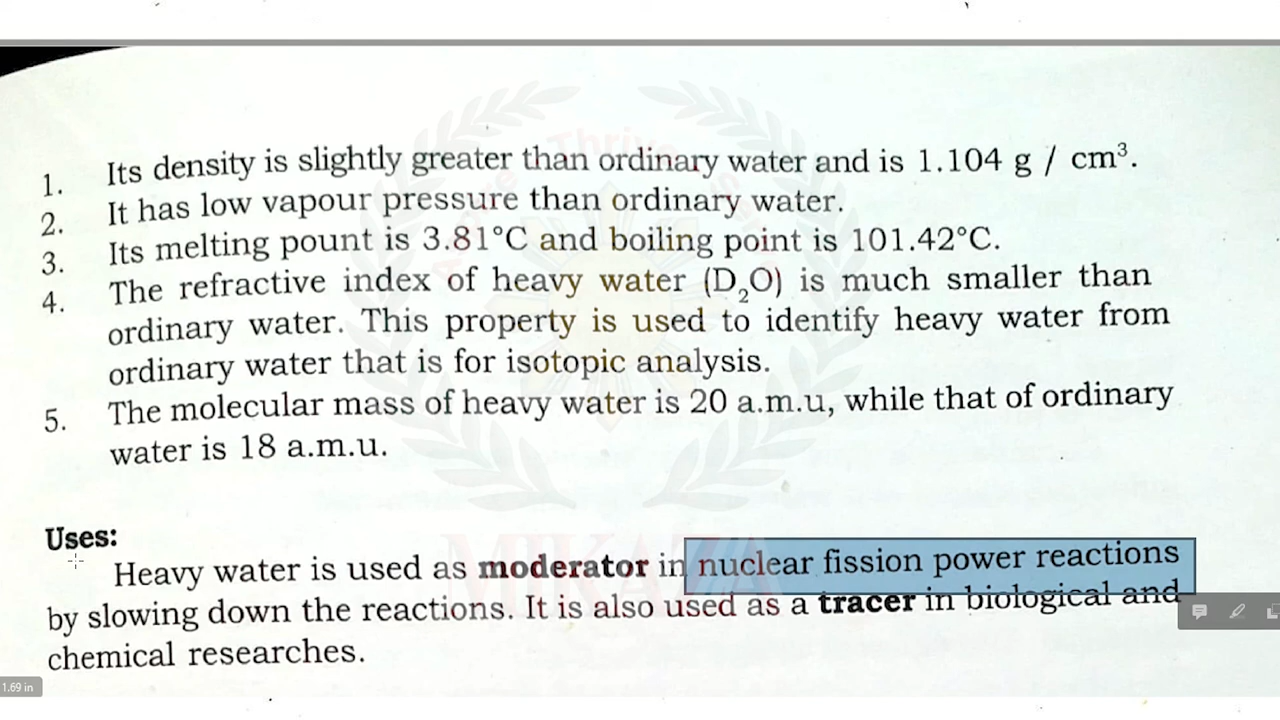 1. Its density is slightly greater than ordinary water and is 1.104 g / cm³.
2. It has low vapour pressure than ordinary water.
3. Its melting pount is 3.81°C and boiling point is 101.42°C.
4. The refractive index of heavy water (D₂O) is much smaller than
ordinary water. This property is used to identify heavy water from
ordinary water that is for isotopic analysis.
5. The molecular mass of heavy water is 20 a.m.u, while that of ordinary
water is 18 a.m.u.
Uses:
Heavy water is used as moderator in nuclear fission power reactions
by slowing down the reactions. It is also used as a tracer in biological and
chemical researches.
1.69 in